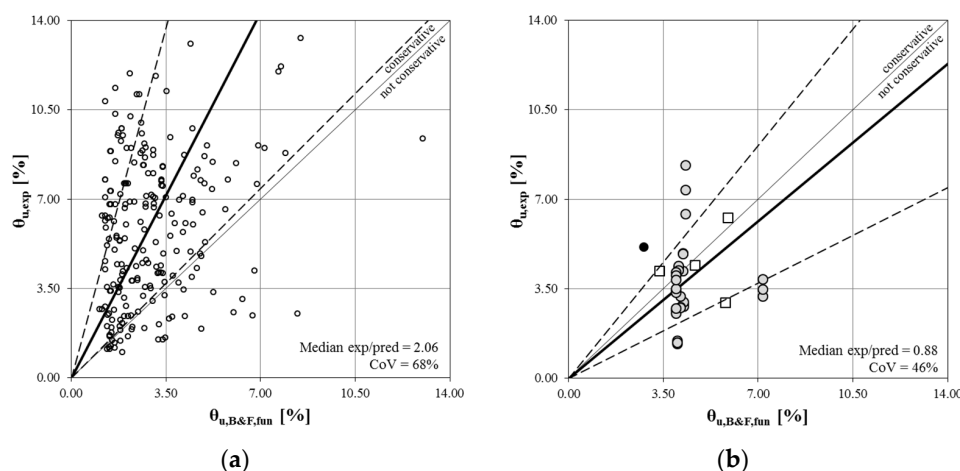 14.00
10.50
7.00
3.50
0.00
θu,exp [%]
conservative
not conservative
Median exp/pred = 2.06
CoV = 68%
0.00 3.50 7.00 10.50 14.00
θu,B&F,fun [%]
(a)
14.00
10.50
7.00
3.50
0.00
θu,exp [%]
conservative
not conservative
Median exp/pred = 0.88
CoV = 46%
0.00 3.50 7.00 10.50 14.00
θu,B&F,fun [%]
(b)